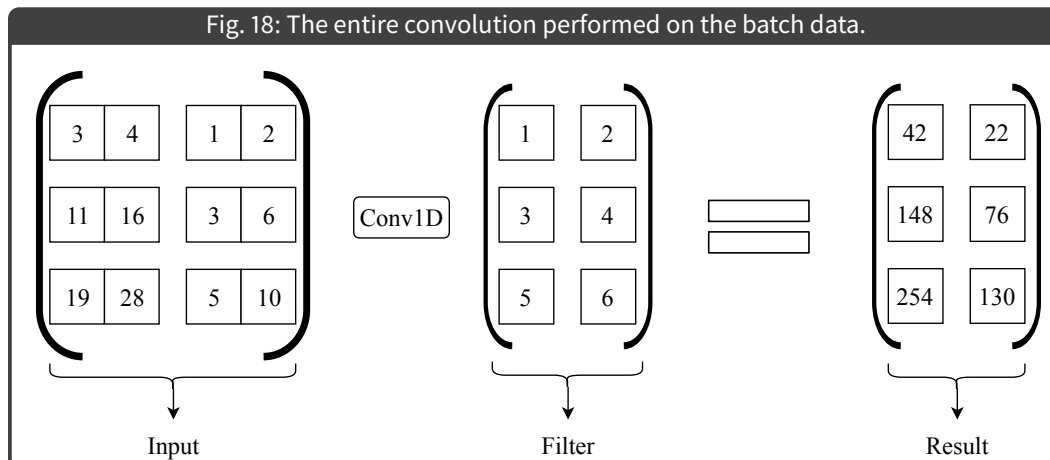 Fig. 18: The entire convolution performed on the batch data.
3 4 1 2 1 2 42 22
11 16 3 6 Conv1D 3 4 148 76
19 28 5 10 5 6 254 130
Input Filter Result